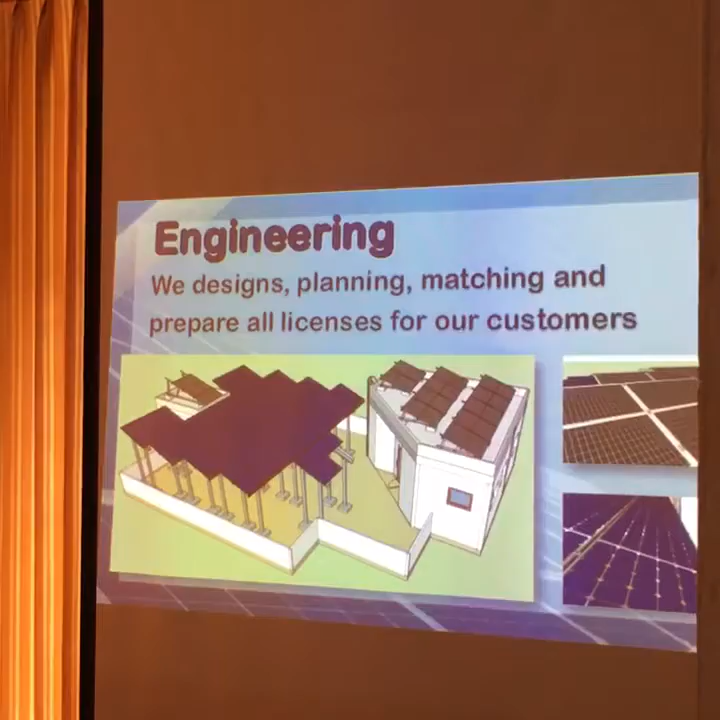 Engineering
We designs, planning, matching and
prepare all licenses for our customers